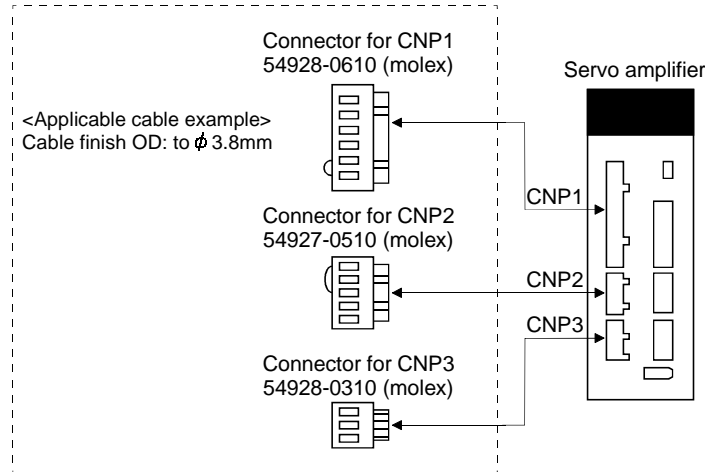 Connector for CNP1
54928-0610 (molex)
Servo amplifier
<Applicable cable example>
Cable finish OD: to ϕ 3.8mm
CNP1
Connector for CNP2
54927-0510 (molex)
CNP2
CNP3
Connector for CNP3
54928-0310 (molex)